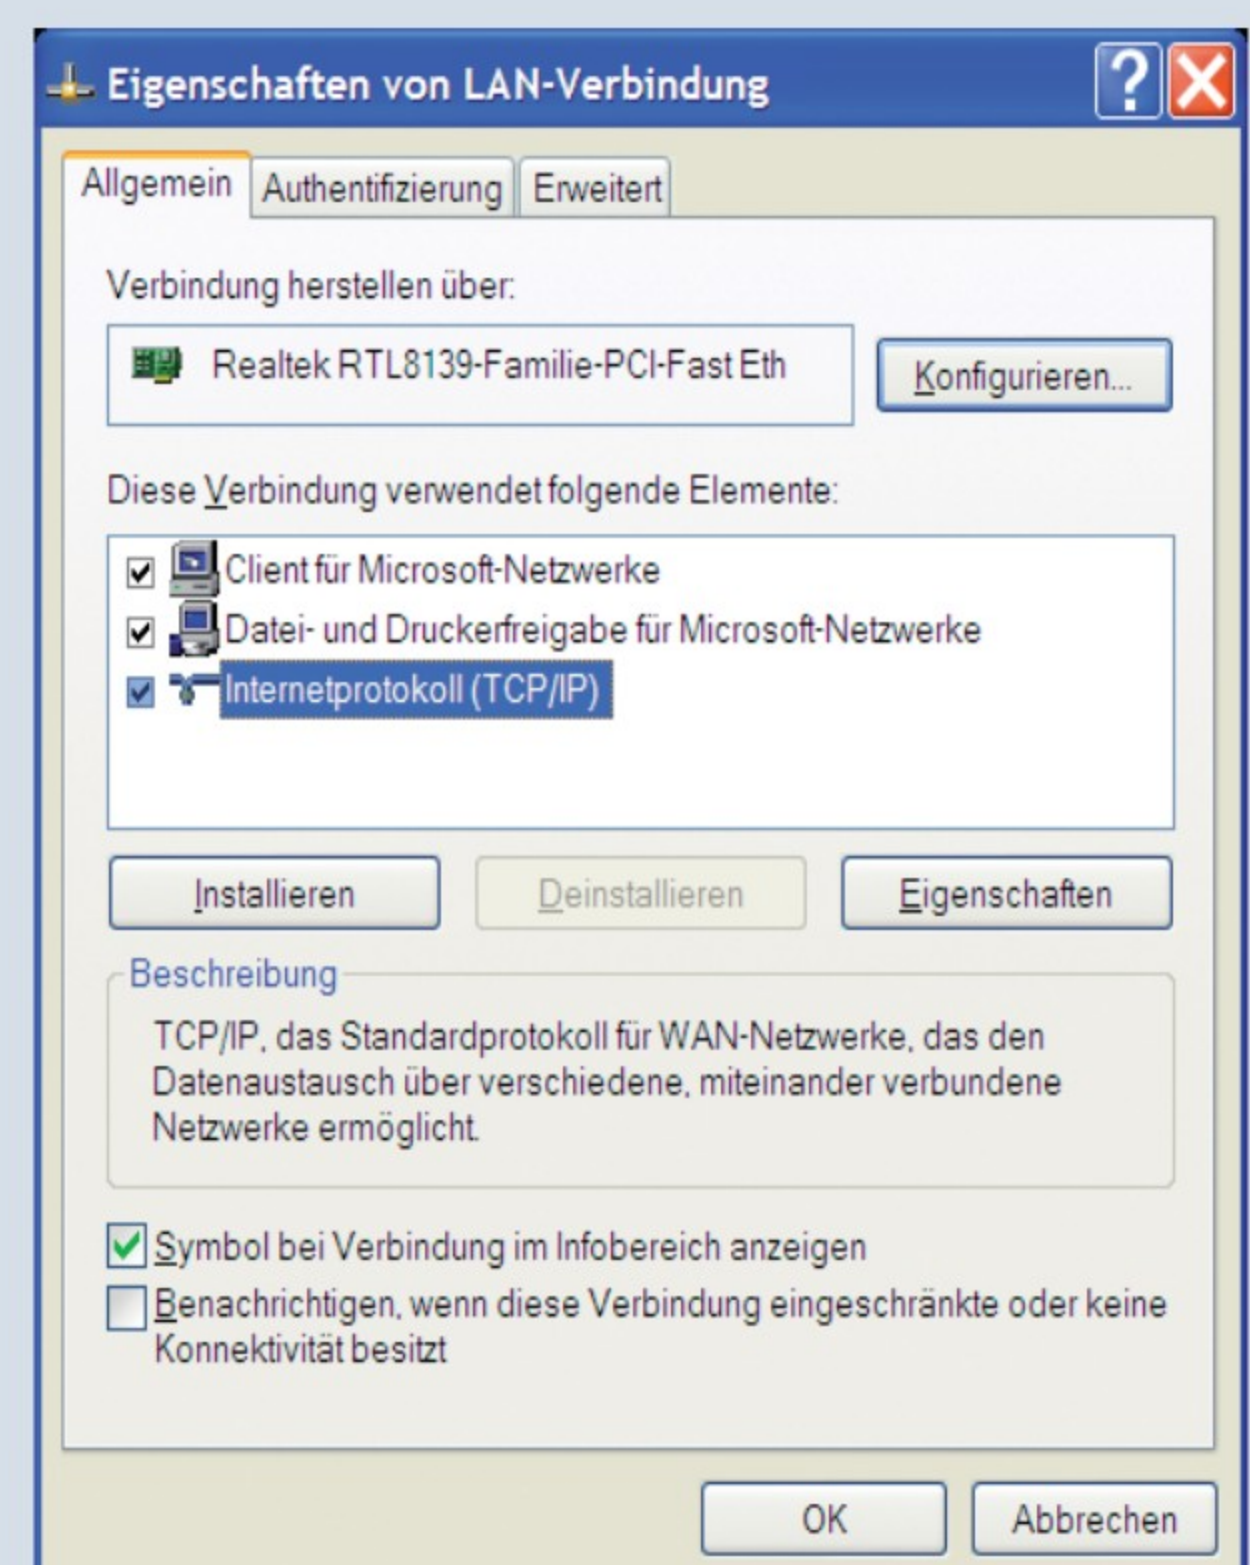 Eigenschaften von LAN-Verbindung
Allgemein Authentifizierung Erweitert
Verbindung herstellen über:
Realtek RTL8139-Familie-PCI-Fast Eth
Konfigurieren...
Diese Verbindung verwendet folgende Elemente:
Client für Microsoft-Netzwerke
Datei- und Druckerfreigabe für Microsoft-Netzwerke
Internetprotokoll (TCP/IP)
Installieren Deinstallieren Eigenschaften
Beschreibung
TCP/IP, das Standardprotokoll für WAN-Netzwerke, das den
Datenaustausch über verschiedene, miteinander verbundene
Netzwerke ermöglicht.
Symbol bei Verbindung im Infobereich anzeigen
Benachrichtigen, wenn diese Verbindung eingeschränkte oder keine
Konnektivität besitzt
OK Abbrechen